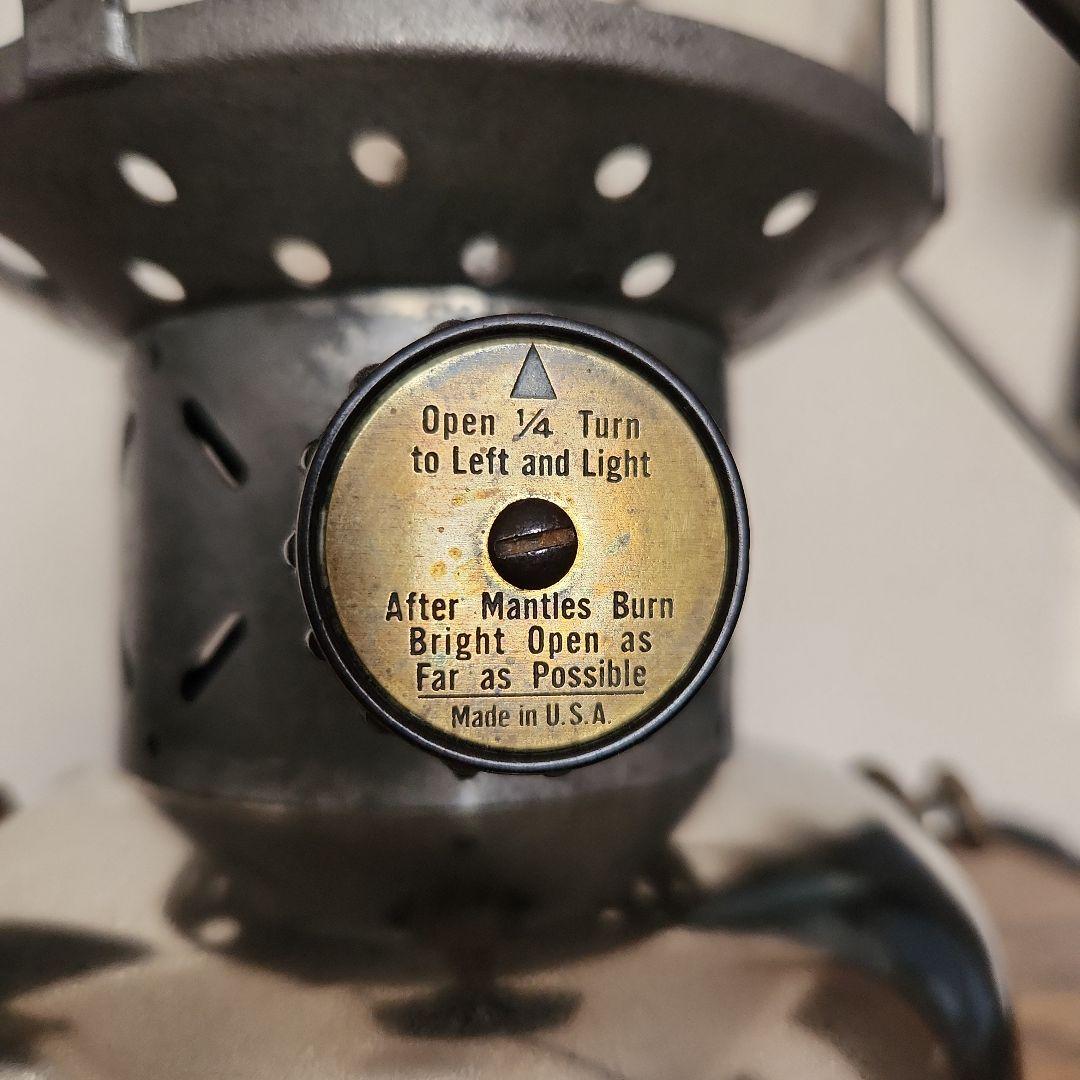 Open 1/4 Turn
to Left and Light
After Mantles Burn
Bright Open as
Far as Possible
Made in U.S.A.